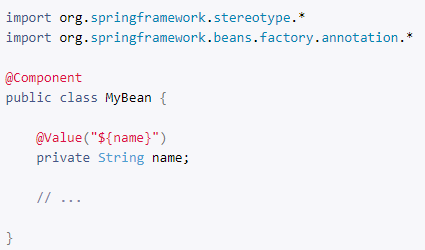 import org.springframework.stereotype.*
import org.springframework.beans.factory.annotation.*
@Component
public class MyBean {
@Value("${name}")
private String name;
// ...
}